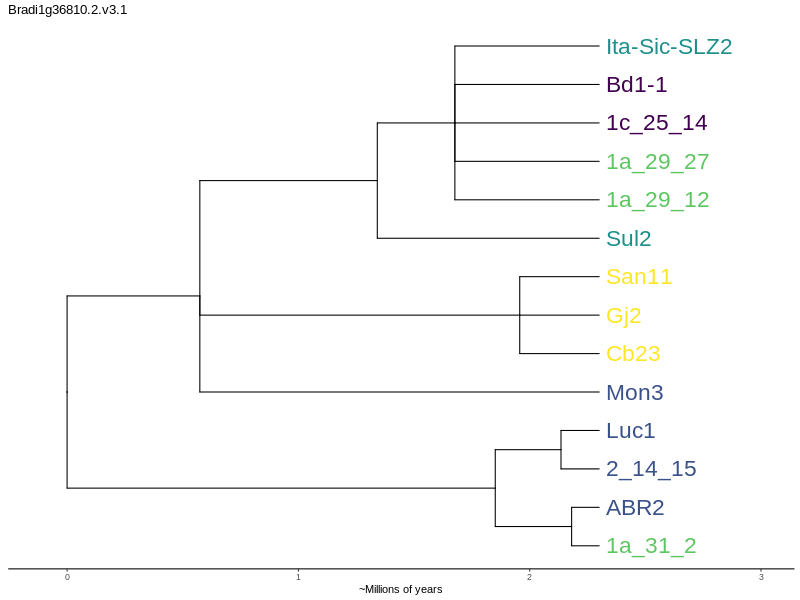 Bradi1g36810.2.v3.1
Ita-Sic-SLZ2
Bd1-1
1c_25_14
1a_29_27
1a_29_12
Sul2
San11
Gj2
Cb23
Mon3
Luc1
2_14_15
ABR2
1a_31_2
0 1 2 3
~Millions of years